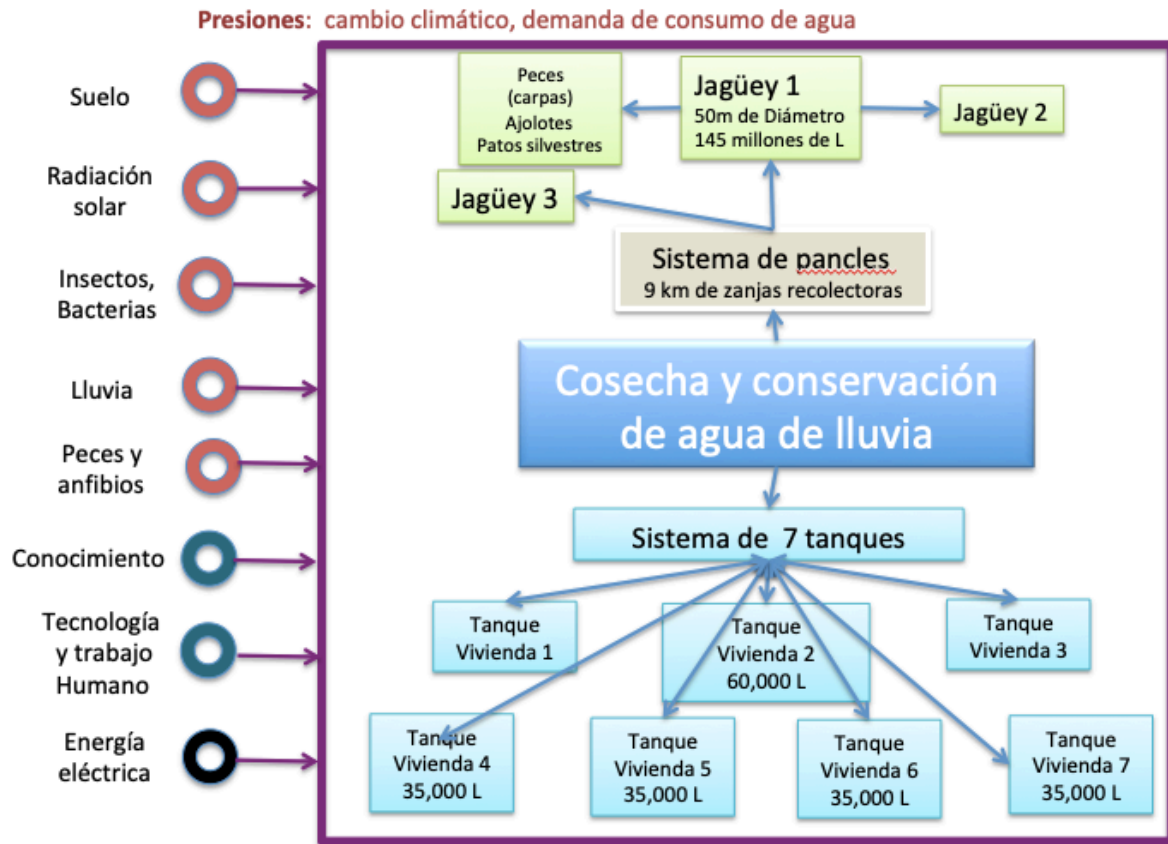 Presiones: cambio climático, demanda de consumo de agua
Suelo
Radiación
solar
Insectos,
Bacterias
Lluvia
Peces y
anfibios
Conocimiento
Tecnología
y trabajo
Humano
Energía
eléctrica
Peces
(carpas)
Ajolotes
Patos silvestres
Jagüey 1
50m de Diámetro
145 millones de L
Jagüey 2
Jagüey 3
Sistema de pancles
9 km de zanjas recolectoras
Cosecha y conservación
de agua de lluvia
Sistema de 7 tanques
Tanque
Vivienda 1
Tanque
Vivienda 2
60,000 L
Tanque
Vivienda 3
Tanque
Vivienda 4
35,000 L
Tanque
Vivienda 5
35,000 L
Tanque
Vivienda 6
35,000 L
Tanque
Vivienda 7
35,000 L